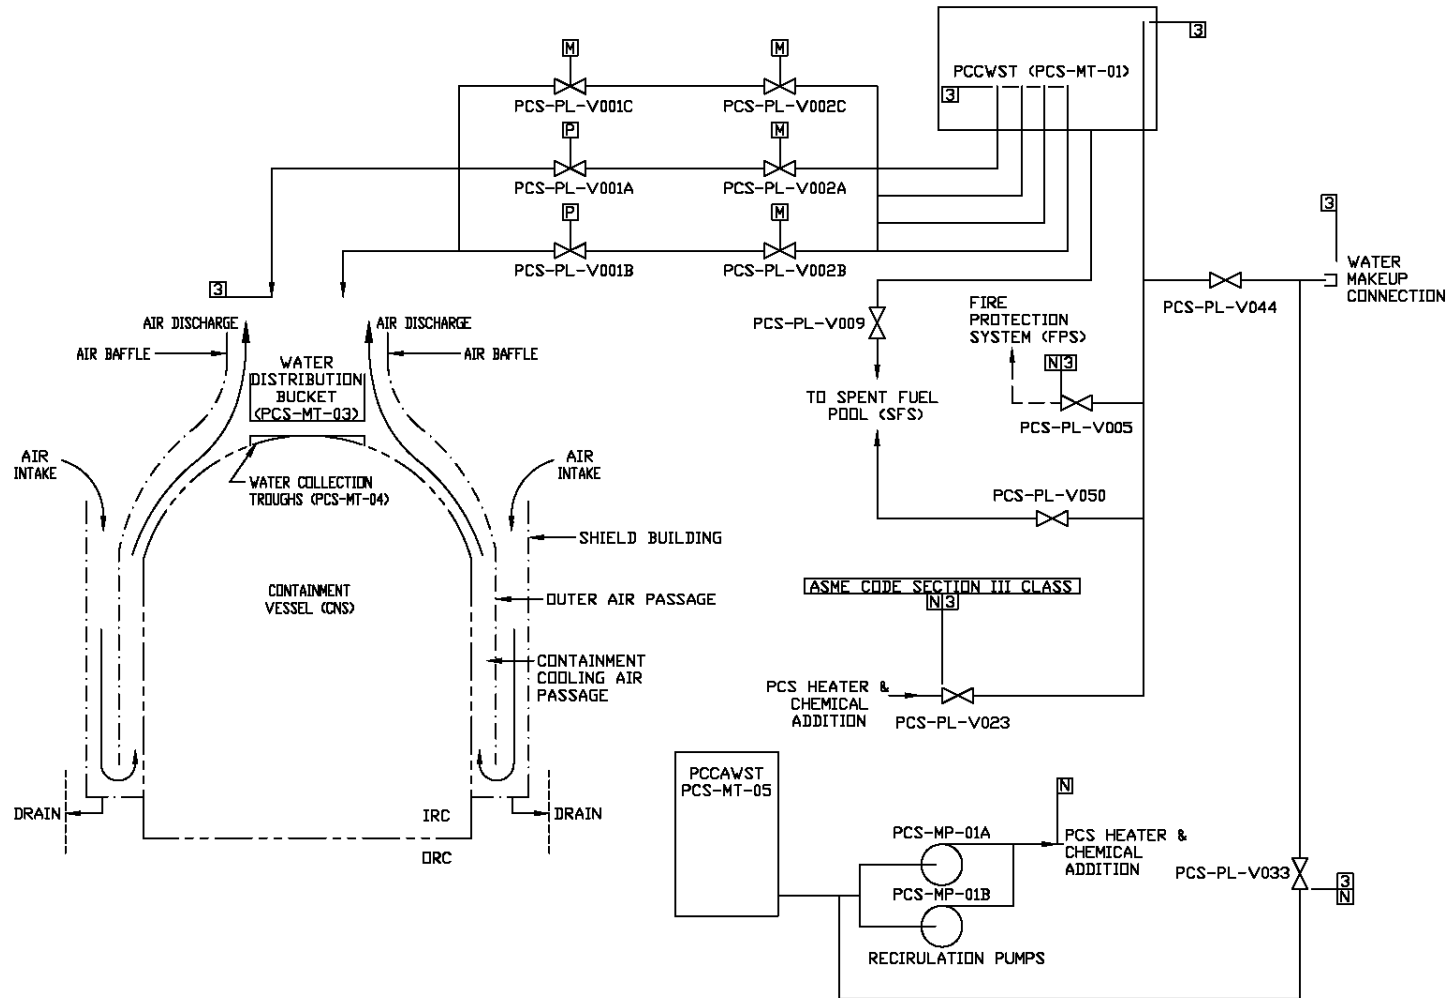 M
M
3
PCCWST (PCS-MT-01)
3
PCS-PL-V001C
PCS-PL-V002C
P
M
PCS-PL-V001A
PCS-PL-V002A
P
M
PCS-PL-V001B
PCS-PL-V002B
3
WATER
MAKEUP
CONNECTION
PCS-PL-V044
3
AIR DISCHARGE
AIR DISCHARGE
AIR BAFFLE
AIR BAFFLE
WATER
DISTRIBUTION
BUCKET
(PCS-MT-03)
PCS-PL-V009
FIRE
PROTECTION
SYSTEM (FPS)
N 3
PCS-PL-V005
TO SPENT FUEL
POOL (SFS)
AIR
INTAKE
AIR
INTAKE
WATER COLLECTION
TROUGHS (PCS-MT-04)
PCS-PL-V050
SHIELD BUILDING
CONTAINMENT
VESSEL (CNS)
OUTER AIR PASSAGE
ASME CODE SECTION III CLASS
N 3
CONTAINMENT
COOLING AIR
PASSAGE
PCS HEATER &
CHEMICAL
ADDITION
PCS-PL-V023
PCCAWST
PCS-MT-05
DRAIN
DRAIN
IRC
ORC
PCS-MP-01A
N
PCS HEATER &
CHEMICAL
ADDITION
PCS-MP-01B
RECIRULATION PUMPS
PCS-PL-V033
3
N